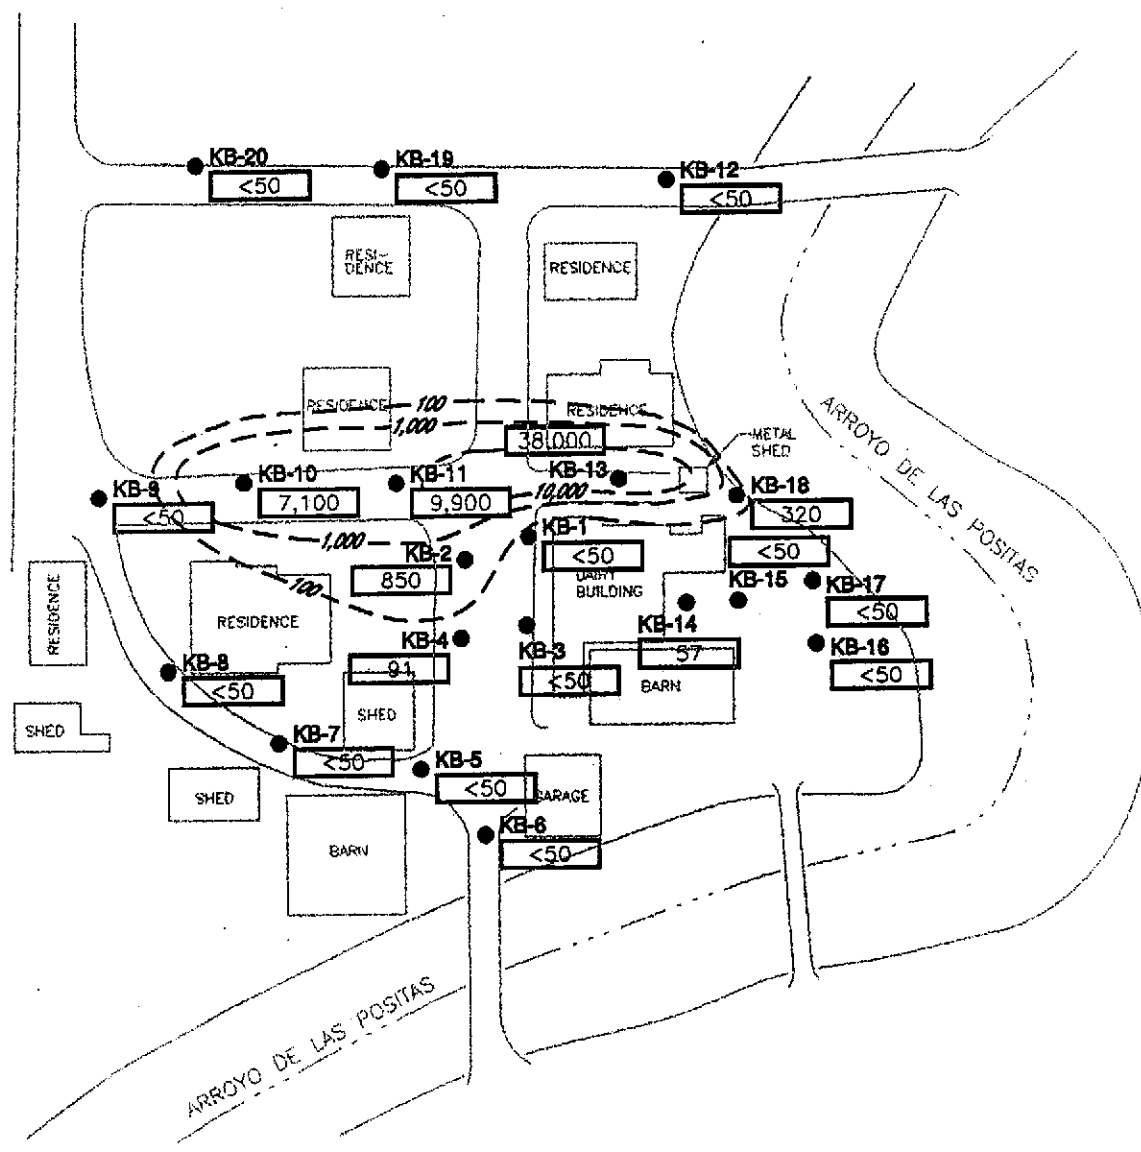 KB-20
<50
KB-19
<50
KB-12
<50
RESI-
DENCE
RESIDENCE
RESIDENCE
100
RESIDENCE
1,000
38,000
METAL
SHED
ARROYO DE LAS POSITAS
KB-9
<50
KB-10
7,100
KB-11
9,900
KB-13
10,000
KB-18
320
1,000
KB-2
850
KB-1
<50
<50
KB-15
DAIRY
BUILDING
100
RESIDENCE
RESIDENCE
KB-17
<50
KB-4
91
KB-3
<50
KB-14
57
KB-16
<50
BARN
KB-8
<50
SHED
SHED
KB-7
<50
KB-5
<50
GARAGE
SHED
KB-6
<50
BARN
ARROYO DE LAS POSITAS